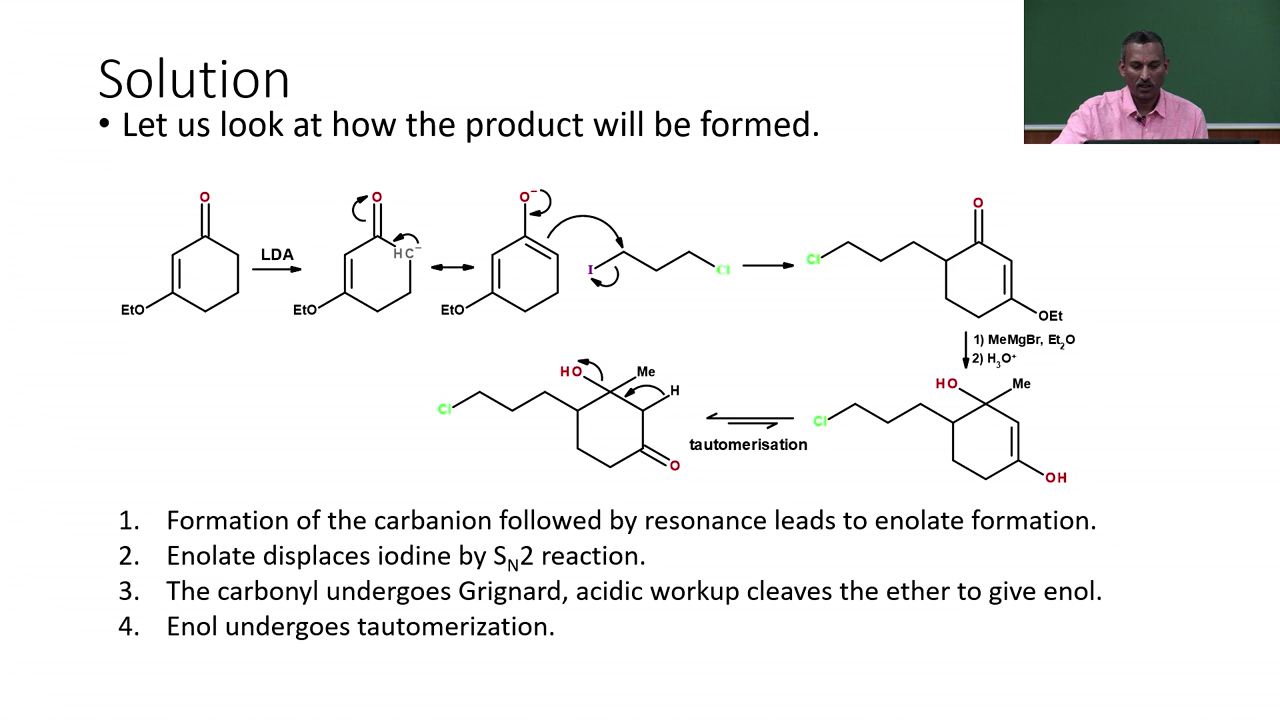 Solution
• Let us look at how the product will be formed.
O
EtO
LDA
O
HC⁻
EtO
O⁻
EtO
I
Cl
Cl
O
OEt
1) MeMgBr, Et₂O
2) H₃O⁺
HO
Me
H
Cl
O
tautomerisation
HO
Me
Cl
OH
1. Formation of the carbanion followed by resonance leads to enolate formation.
2. Enolate displaces iodine by S_N2 reaction.
3. The carbonyl undergoes Grignard, acidic workup cleaves the ether to give enol.
4. Enol undergoes tautomerization.